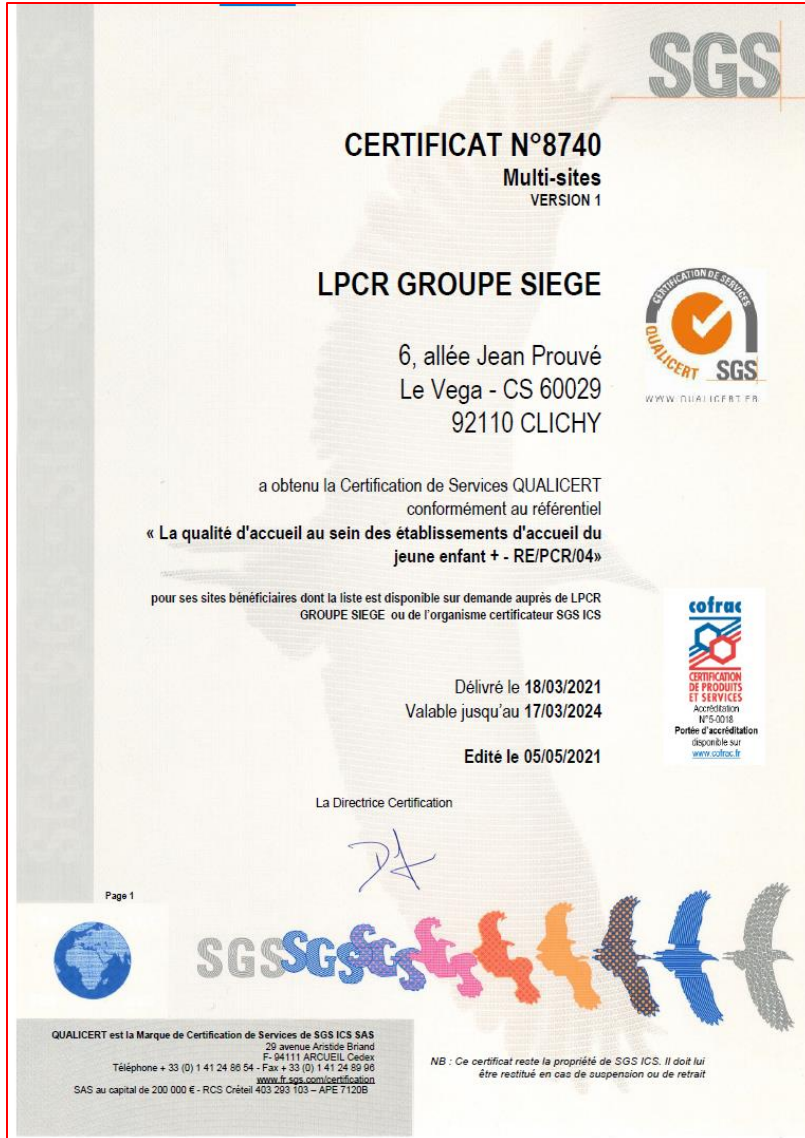 SGS
CERTIFICAT N°8740
Multi-sites
VERSION 1
LPCR GROUPE SIEGE
6, allée Jean Prouvé
Le Vega - CS 60029
92110 CLICHY
CERTIFICATION DE SERVICES
QUALICERT
SGS
WWW.QUALICERT.FR
a obtenu la Certification de Services QUALICERT
conformément au référentiel
« La qualité d'accueil au sein des établissements d'accueil du
jeune enfant + - RE/PCR/04»
pour ses sites bénéficiaires dont la liste est disponible sur demande auprès de LPCR
GROUPE SIEGE ou de l'organisme certificateur SGS ICS
cofrac
CERTIFICATION
DE PRODUITS
ET SERVICES
Accréditation
N°5-0018
Portée d'accréditation
disponible sur
www.cofrac.fr
Délivré le 18/03/2021
Valable jusqu'au 17/03/2024
Edité le 05/05/2021
La Directrice Certification
Page 1
SGS SGS SGS
QUALICERT est la Marque de Certification de Services de SGS ICS SAS
29 avenue Aristide Briand
F- 94111 ARCUEIL Cedex
Téléphone + 33 (0) 1 41 24 86 54 - Fax + 33 (0) 1 41 24 89 96
www.fr.sgs.com/certification
SAS au capital de 200 000 € - RCS Créteil 403 293 103 – APE 7120B
NB : Ce certificat reste la propriété de SGS ICS. Il doit lui
être restitué en cas de suspension ou de retrait